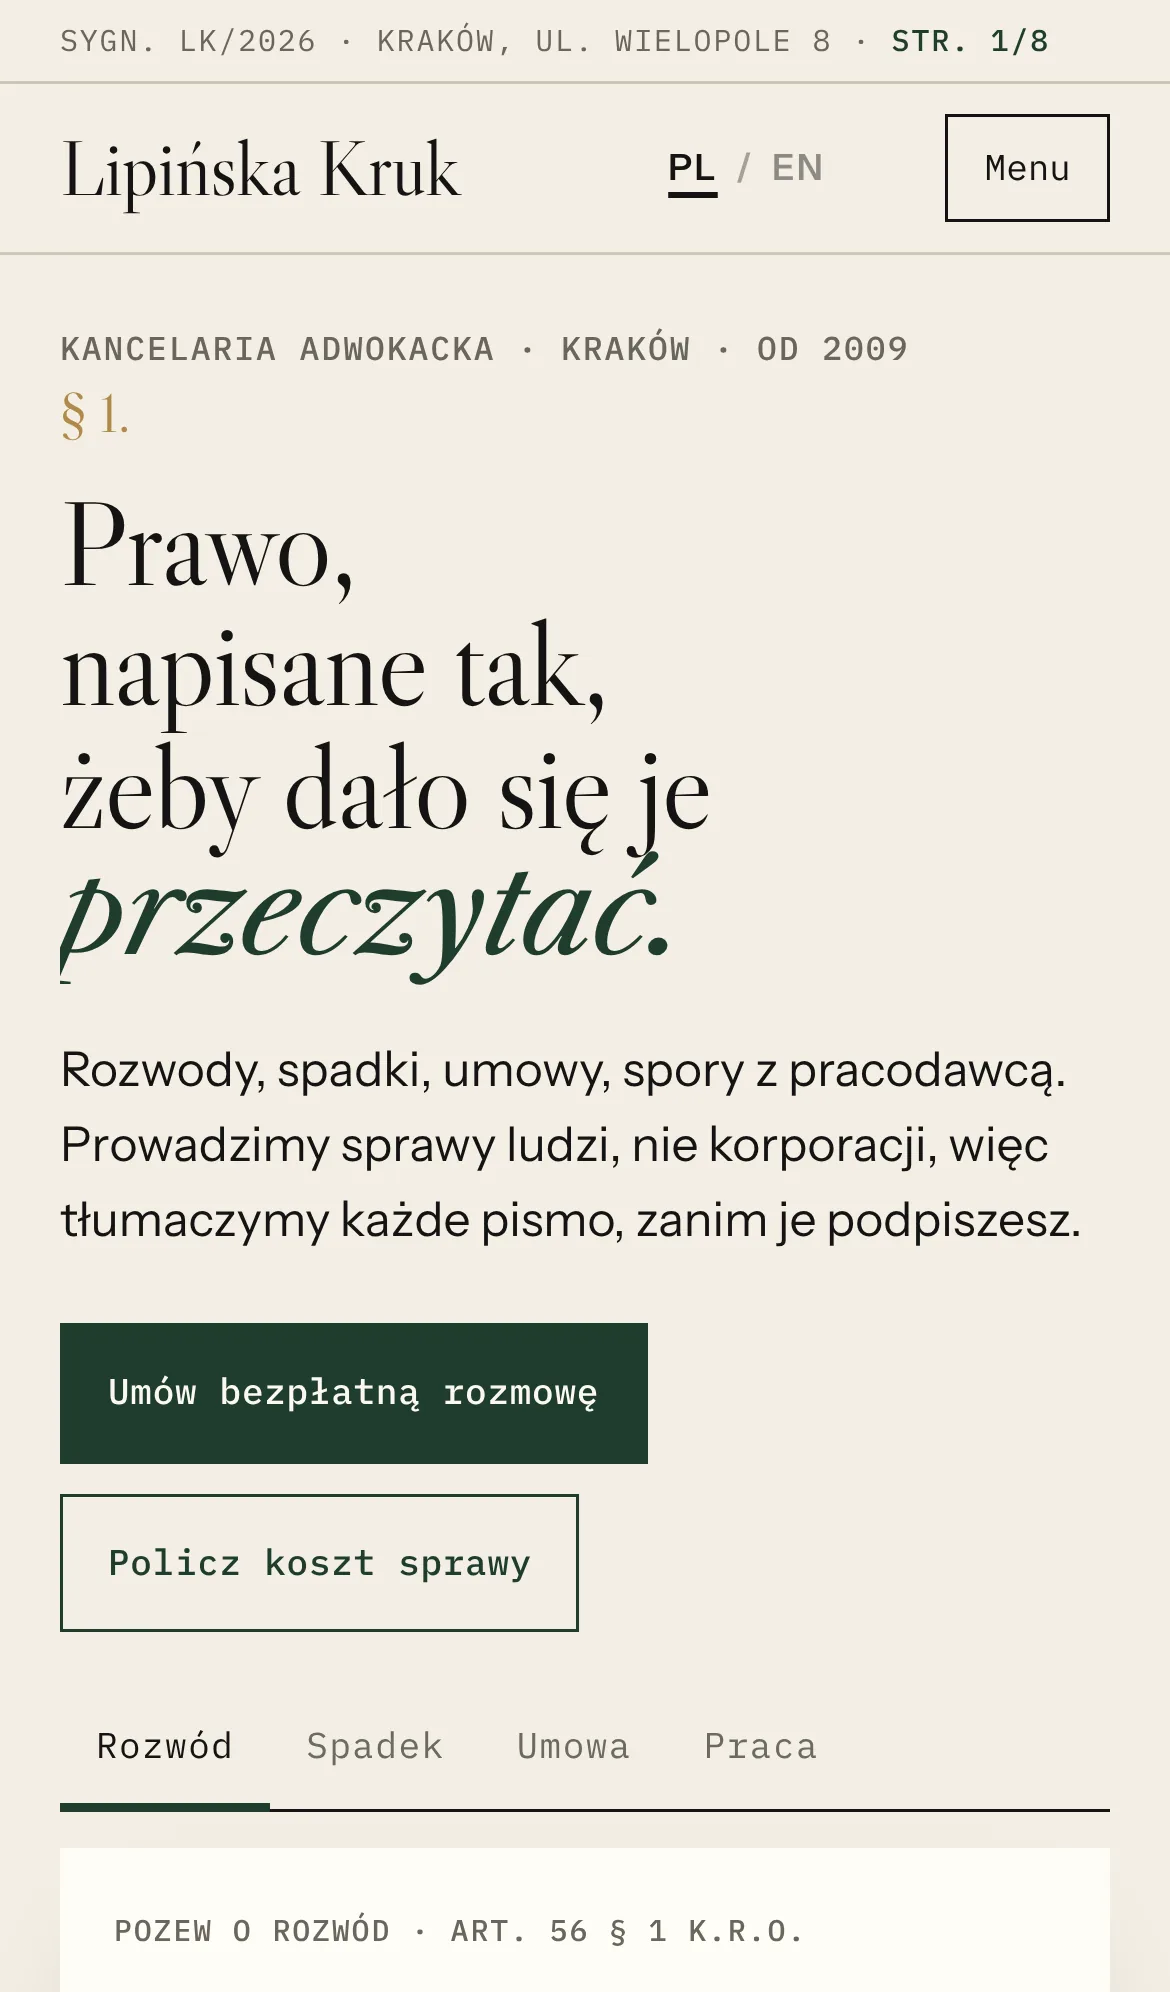 SYGN. LK/2026 · KRAKÓW, UL. WIELOPOLE 8 · STR. 1/8
Lipińska Kruk
PL / EN
Menu
KANCELARIA ADWOKACKA · KRAKÓW · OD 2009
§ 1.
Prawo,
napisane tak,
żeby dało się je
przeczytać.
Rozwody, spadki, umowy, spory z pracodawcą.
Prowadzimy sprawy ludzi, nie korporacji, więc
tłumaczymy każde pismo, zanim je podpiszesz.
Umów bezpłatną rozmowę
Policz koszt sprawy
Rozwód Spadek Umowa Praca
POZEW O ROZWÓD · ART. 56 § 1 K.R.O.